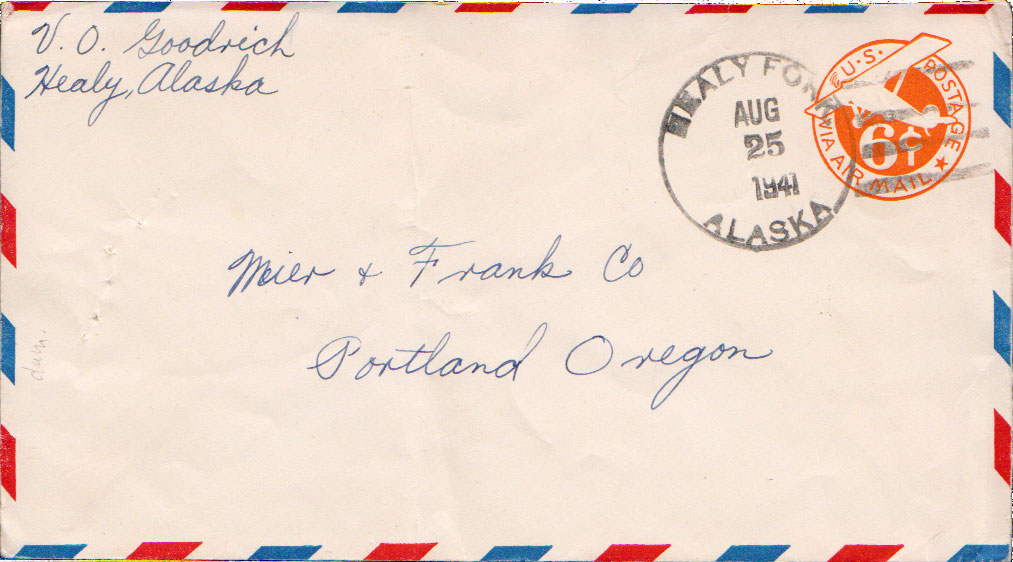 V. O. Goodrich
Healy, Alaska
HEALY FORK
AUG
25
1941
ALASKA
U.S. POSTAGE
6¢
VIA AIR MAIL
Meier & Frank Co
Portland Oregon